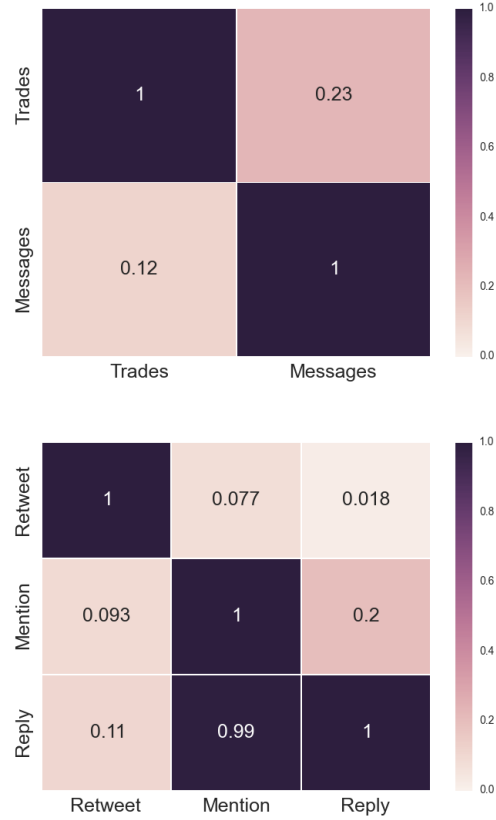 1.0
Trades 1 0.23
0.8
0.6
0.4
Messages 0.12 1
0.2
0.0
Trades Messages
1.0
Retweet 1 0.077 0.018
0.8
Mention 0.093 1 0.2
0.6
0.4
Reply 0.11 0.99 1
0.2
0.0
Retweet Mention Reply